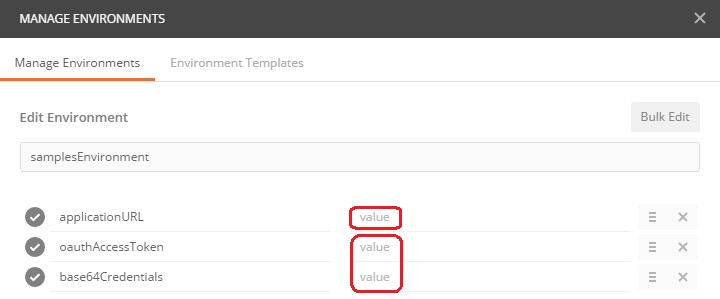 MANAGE ENVIRONMENTS
Manage Environments Environment Templates
Edit Environment Bulk Edit
samplesEnvironment
applicationURL value
oauthAccessToken value
base64Credentials value